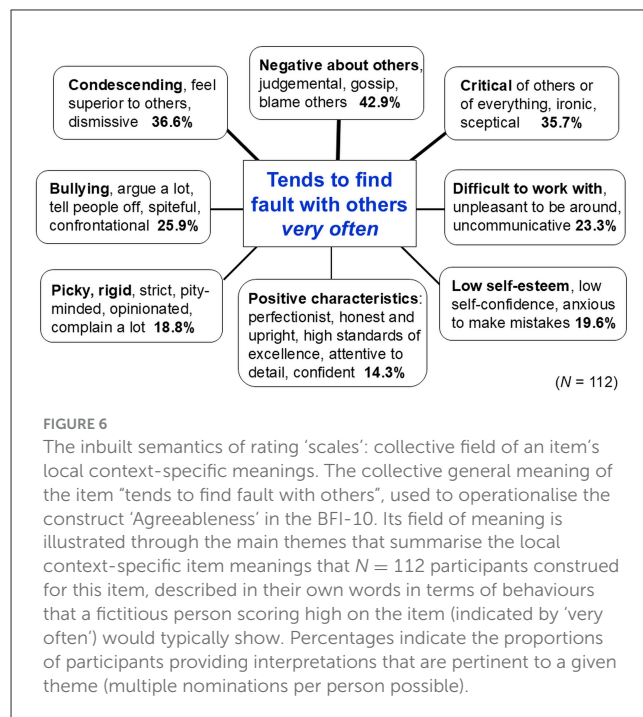 Negative about others,
judgemental, gossip,
blame others 42.9%
Condescending, feel
superior to others,
dismissive 36.6%
Critical of others or
of everything, ironic,
sceptical 35.7%
Bullying, argue a lot,
tell people off, spiteful,
confrontational 25.9%
Tends to find
fault with others
very often
Difficult to work with,
unpleasant to be around,
uncommunicative 23.3%
Picky, rigid, strict, pity-
minded, opinionated,
complain a lot 18.8%
Positive characteristics:
perfectionist, honest and
upright, high standards of
excellence, attentive to
detail, confident 14.3%
Low self-esteem, low
self-confidence, anxious
to make mistakes 19.6%
(N = 112)
FIGURE 6
The inbuilt semantics of rating ‘scales’: collective field of an item’s
local context-specific meanings. The collective general meaning of
the item “tends to find fault with others”, used to operationalise the
construct ‘Agreeableness’ in the BFI-10. Its field of meaning is
illustrated through the main themes that summarise the local
context-specific item meanings that N = 112 participants construed
for this item, described in their own words in terms of behaviours
that a fictitious person scoring high on the item (indicated by ‘very
often’) would typically show. Percentages indicate the proportions
of participants providing interpretations that are pertinent to a given
theme (multiple nominations per person possible).